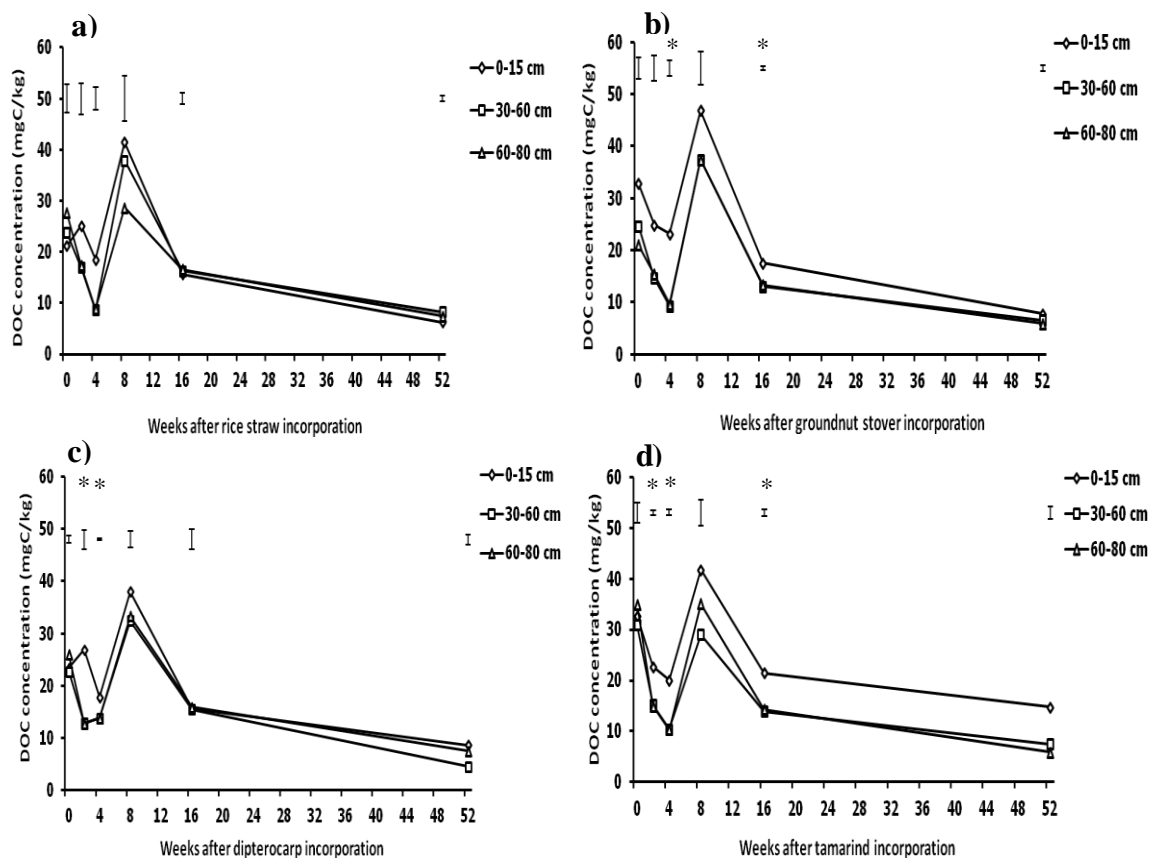 a)
DOC concentration (mgC/kg)
60
50
40
30
20
10
0
0 4 8 12 16 20 24 28 32 36 40 44 48 52
Weeks after rice straw incorporation
0-15 cm
30-60 cm
60-80 cm
b)
* *
DOC concentration (mgC/kg)
60
50
40
30
20
10
0
0 4 8 12 16 20 24 28 32 36 40 44 48 52
Weeks after groundnut stover incorporation
0-15 cm
30-60 cm
60-80 cm
c)
* *
DOC concentration (mg/kg)
60
50
40
30
20
10
0
0 4 8 12 16 20 24 28 32 36 40 44 48 52
Weeks after dipterocarp incorporation
0-15 cm
30-60 cm
60-80 cm
d)
* * *
DOC concentration (mg/kg)
60
50
40
30
20
10
0
0 4 8 12 16 20 24 28 32 36 40 44 48 52
Weeks after tamarind incorporation
0-15 cm
30-60 cm
60-80 cm